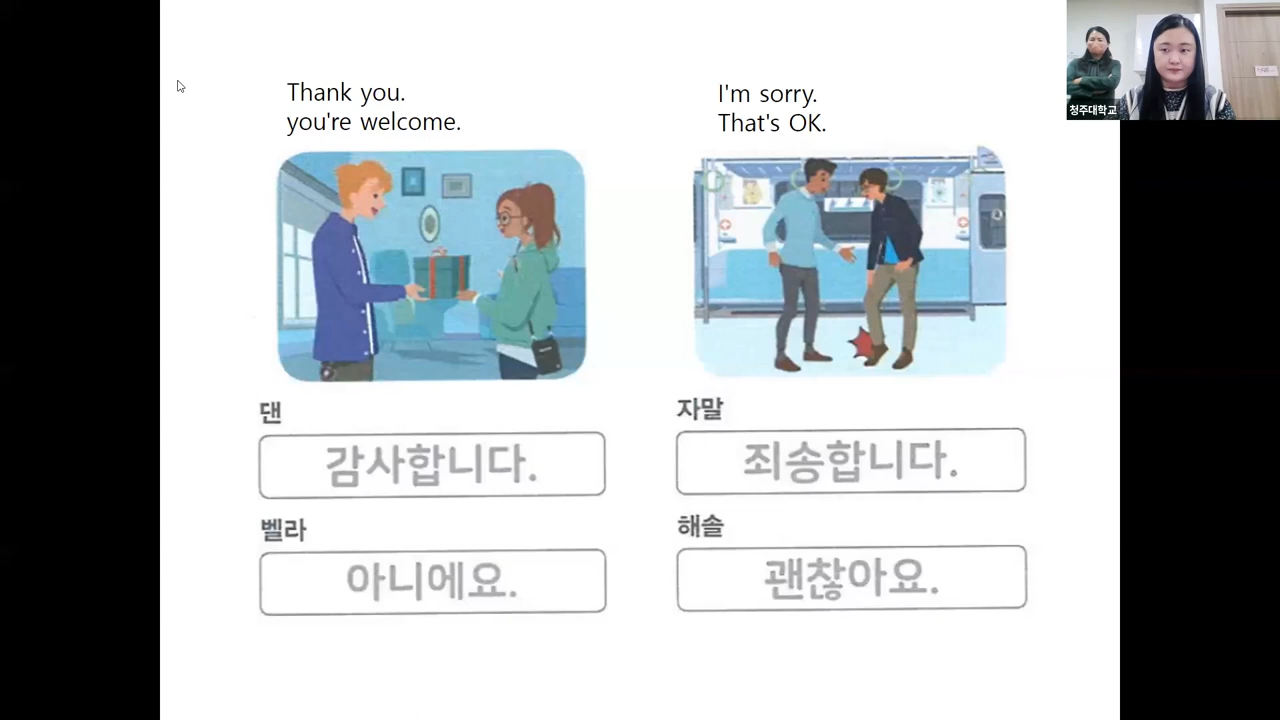 Thank you.
you're welcome.
댄
감사합니다.
벨라
아니에요.
I'm sorry.
That's OK.
자말
죄송합니다.
해솔
괜찮아요.
청주대학교